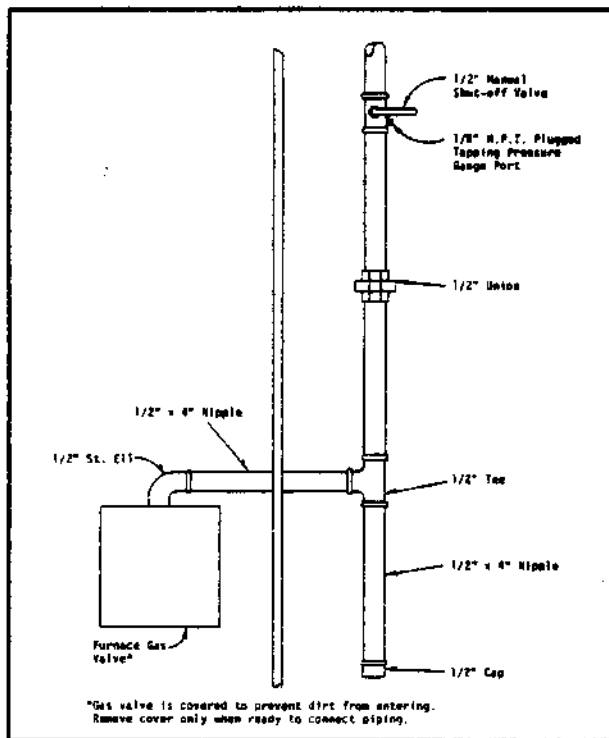 1/2" Manual
Shut-off Valve
1/8" N.P.T. Plugged
Tapping Pressure
Gauge Port
1/2" Union
1/2" x 4" Nipple
1/2" St. Ell
1/2" Tee
1/2" x 4" Nipple
Furnace Gas
Valve*
1/2" Cap
*Gas valve is covered to prevent dirt from entering.
Remove cover only when ready to connect piping.